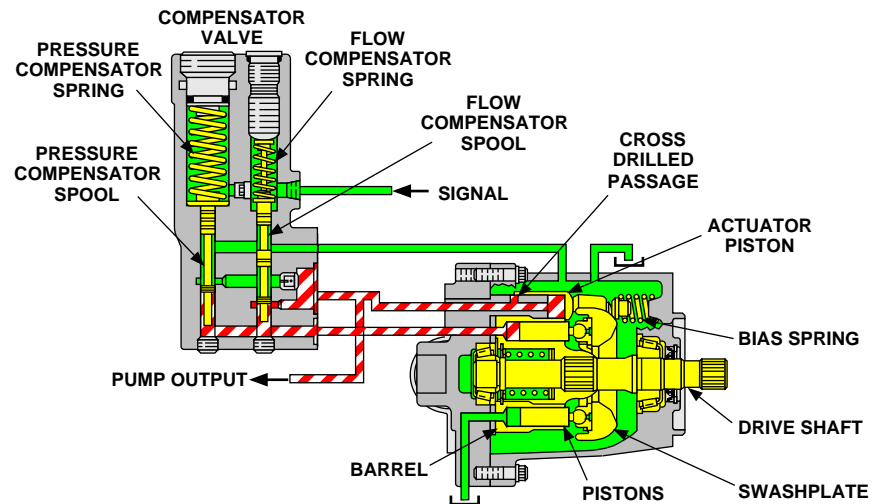 COMPENSATOR
VALVE
PRESSURE
COMPENSATOR
SPRING
FLOW
COMPENSATOR
SPRING
FLOW
COMPENSATOR
SPOOL
CROSS
DRILLED
PASSAGE
PRESSURE
COMPENSATOR
SPOOL
SIGNAL
ACTUATOR
PISTON
BIAS SPRING
PUMP OUTPUT
DRIVE SHAFT
BARREL
PISTONS
SWASHPLATE